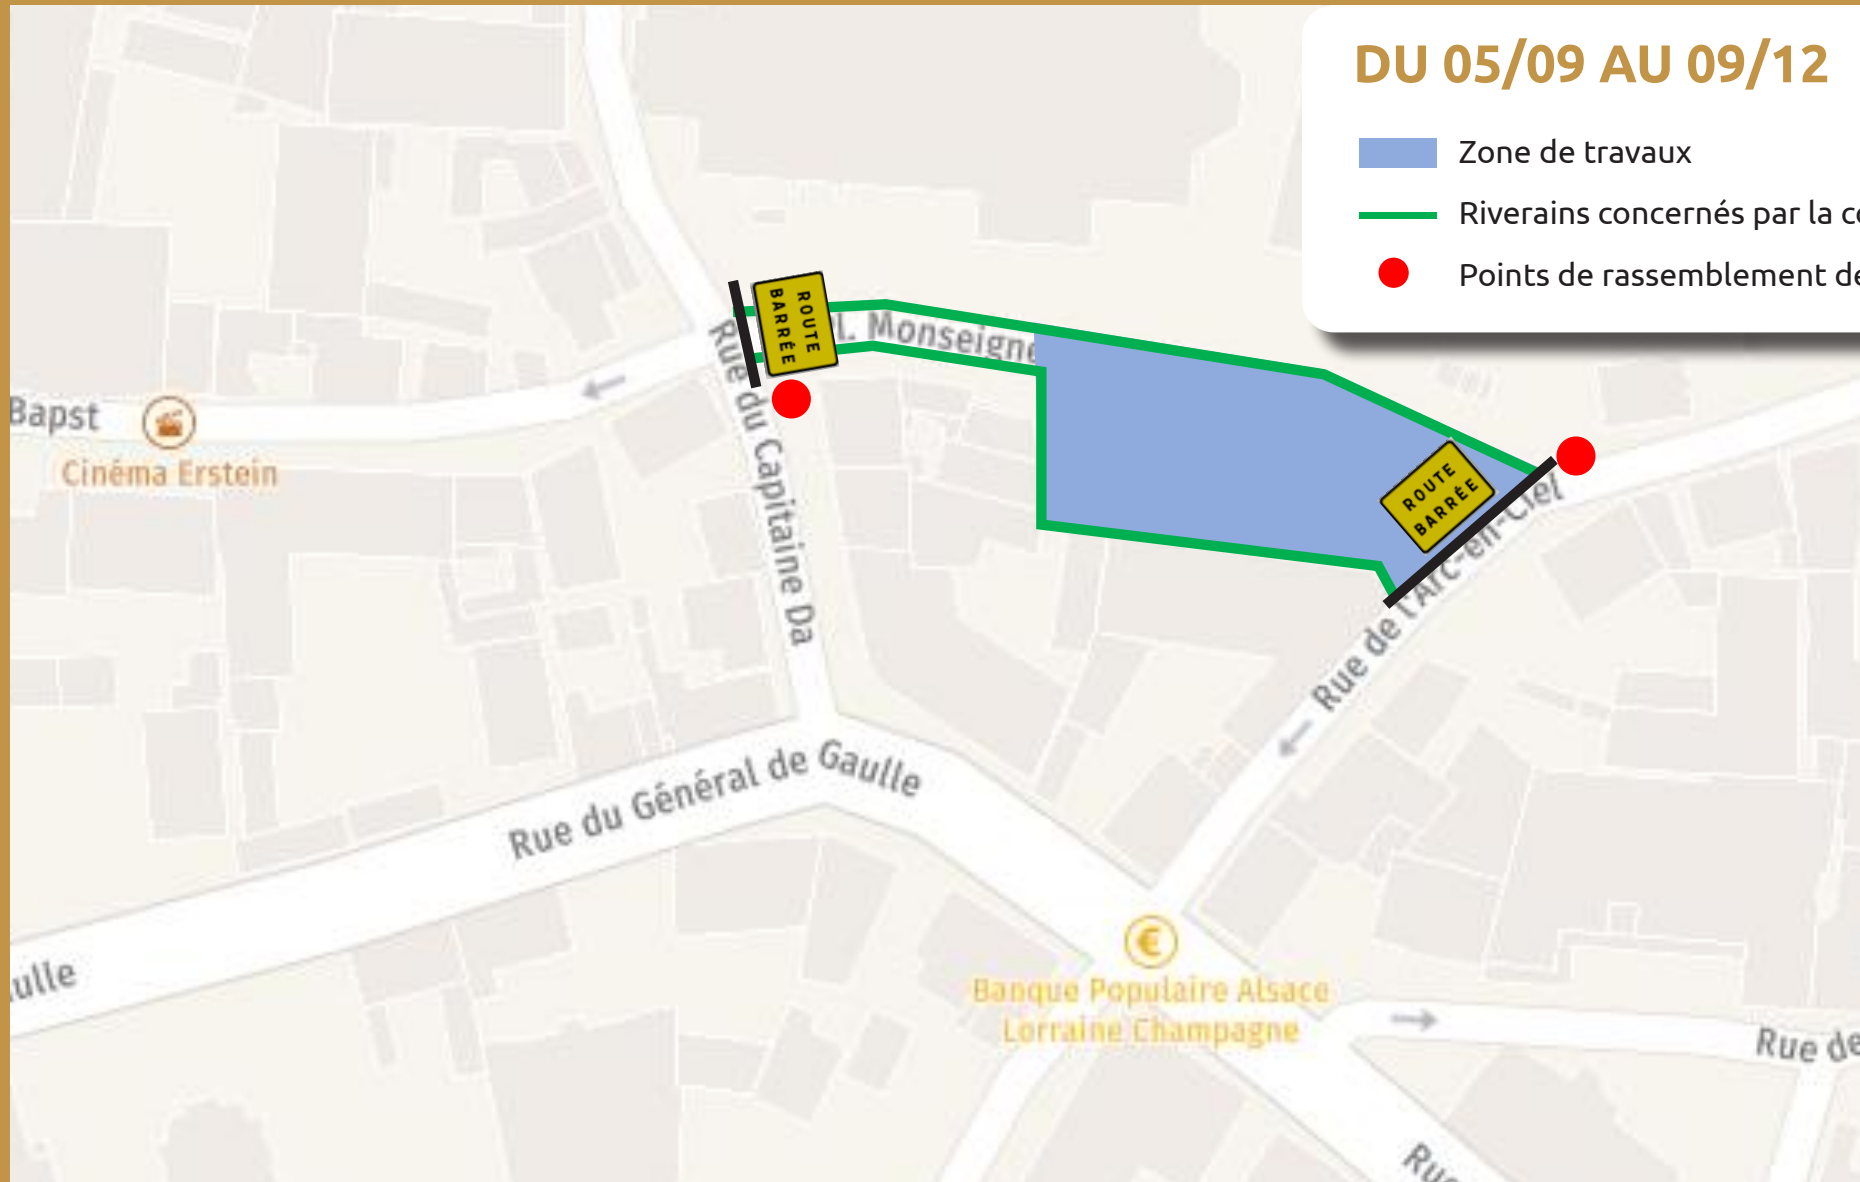 DU 05/09 AU 09/12
Zone de travaux
Riverains concernés par la
Points de rassemblement
ROUTE
BARRÉE
Monseigne
Rue du Capitaine Da
Bapst
Cinéma Erstein
ROUTE
BARRÉE
Rue de l'Arc-en-Ciel
Rue du Général de Gaulle
ulle
€
Banque Populaire Alsace
Lorraine Champagne
Rue de
Rue